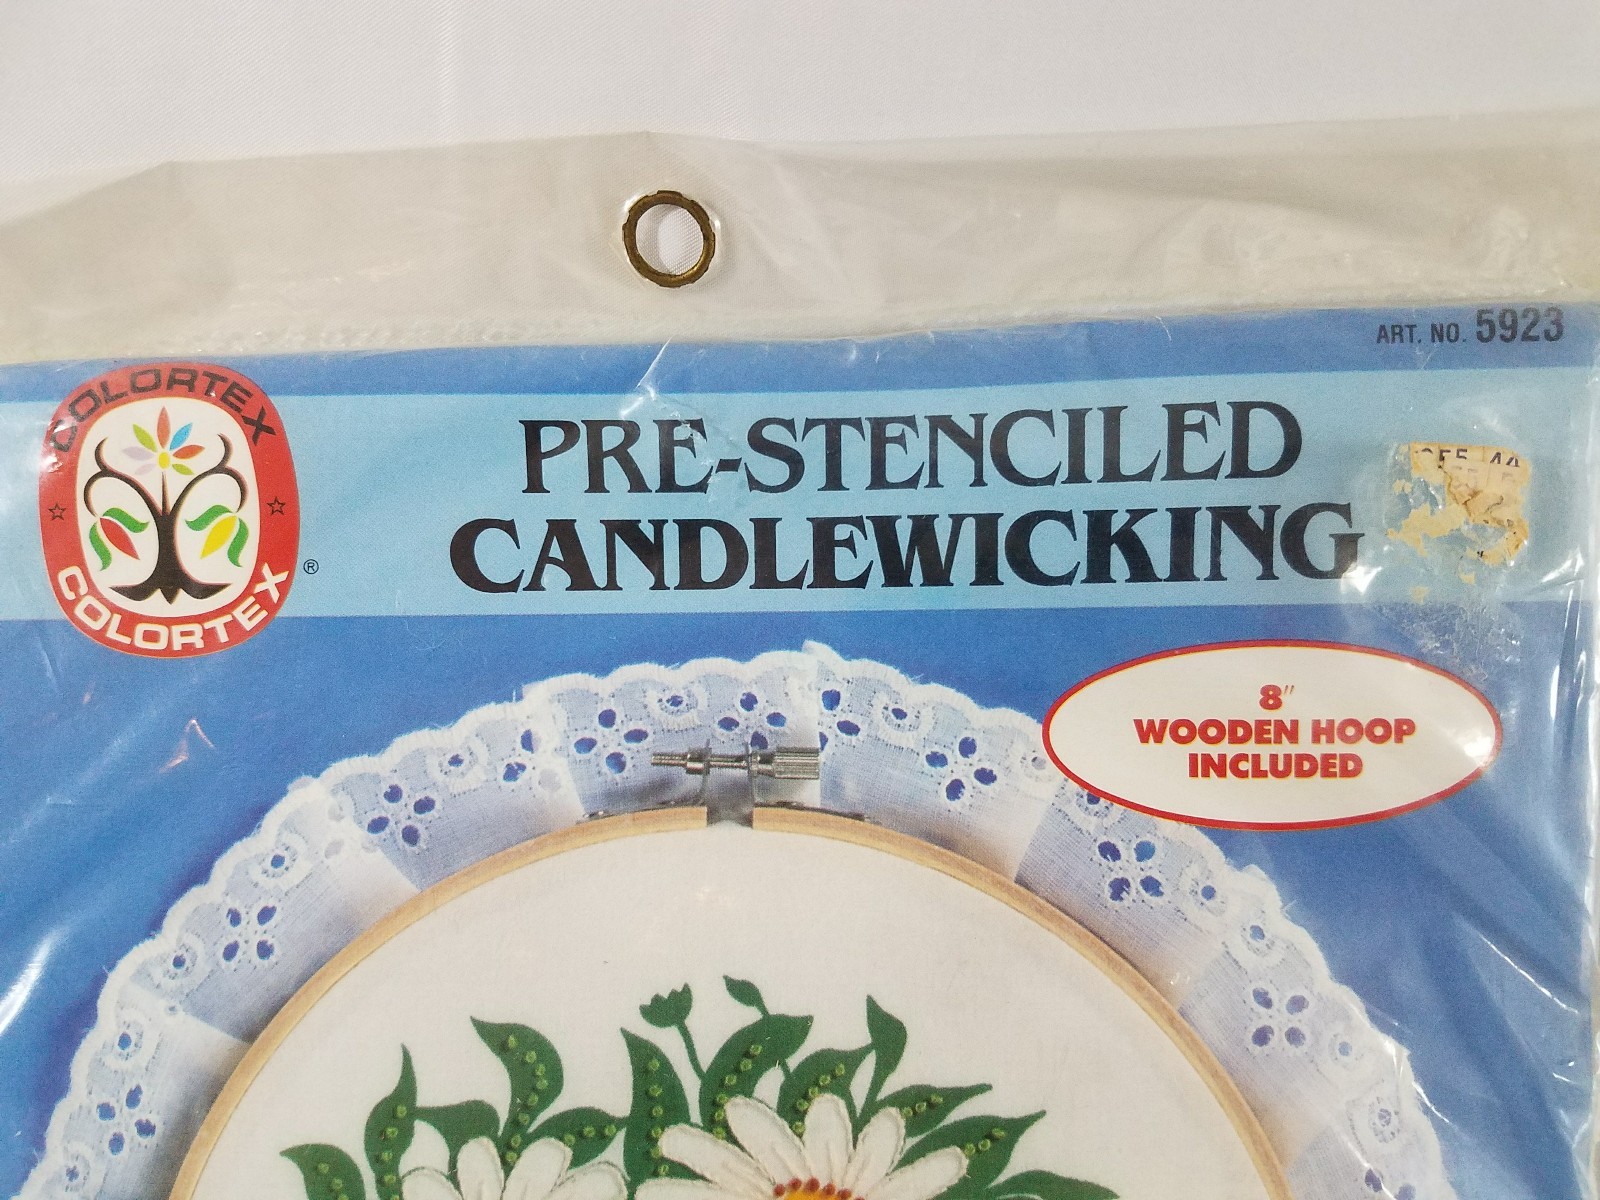 ART. NO. 5923
COLORTEX
COLORTEX
®
PRE-STENCILED
CANDLEWICKING
8"
WOODEN HOOP
INCLUDED